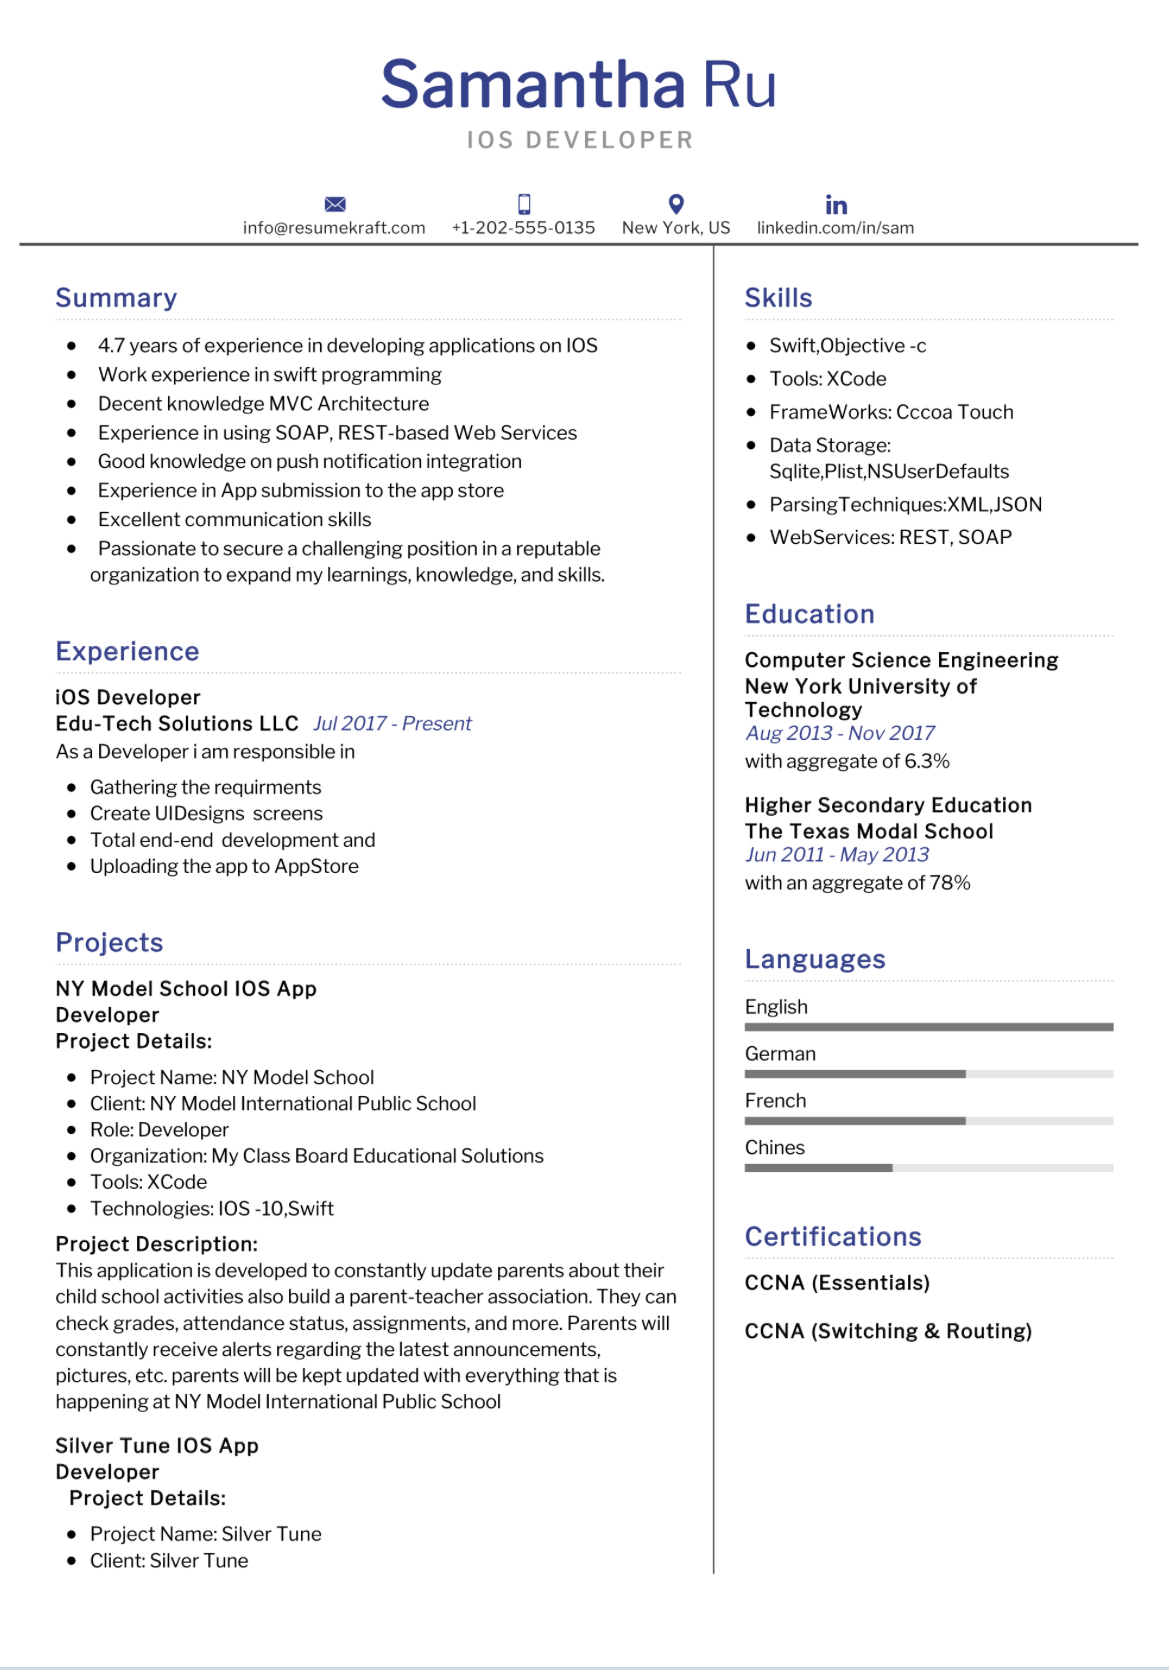 Samantha Ru
IOS DEVELOPER
info@resumekraft.com
+1-202-555-0135
New York, US
in
linkedin.com/in/sam
Summary
4.7 years of experience in developing applications on IOS
Work experience in swift programming
Decent knowledge MVC Architecture
Experience in using SOAP, REST-based Web Services
Good knowledge on push notification integration
Experience in App submission to the app store
Excellent communication skills
Passionate to secure a challenging position in a reputable
organization to expand my learnings, knowledge, and skills.
Experience
iOS Developer
Edu-Tech Solutions LLC Jul 2017 - Present
As a Developer i am responsible in
Gathering the requirments
Create UIDesigns screens
Total end-end development and
Uploading the app to AppStore
Projects
NY Model School IOS App
Developer
Project Details:
Project Name: NY Model School
Client: NY Model International Public School
Role: Developer
Organization: My Class Board Educational Solutions
Tools: XCode
Technologies: IOS -10,Swift
Project Description:
This application is developed to constantly update parents about their
child school activities also build a parent-teacher association. They can
check grades, attendance status, assignments, and more. Parents will
constantly receive alerts regarding the latest announcements,
pictures, etc. parents will be kept updated with everything that is
happening at NY Model International Public School
Silver Tune IOS App
Developer
Project Details:
Project Name: Silver Tune
Client: Silver Tune
Skills
Swift,Objective -c
Tools: XCode
FrameWorks: Cccoa Touch
Data Storage:
Sqlite,Plist,NSUserDefaults
ParsingTechniques:XML,JSON
WebServices: REST, SOAP
Education
Computer Science Engineering
New York University of
Technology
Aug 2013 - Nov 2017
with aggregate of 6.3%
Higher Secondary Education
The Texas Modal School
Jun 2011 - May 2013
with an aggregate of 78%
Languages
English
German
French
Chines
Certifications
CCNA (Essentials)
CCNA (Switching & Routing)